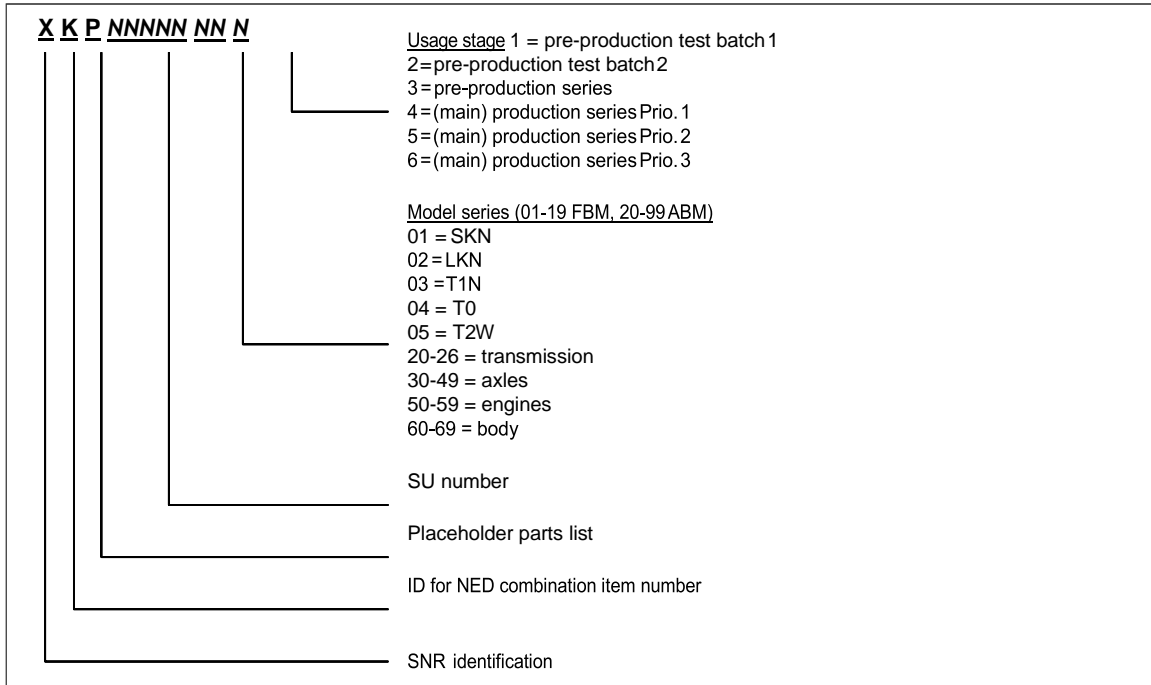 X K P NNNNN NN N
Usage stage 1 = pre-production test batch 1
2=pre-production test batch 2
3=pre-production series
4=(main) production series Prio. 1
5=(main) production series Prio. 2
6=(main) production series Prio. 3
Model series (01-19 FBM, 20-99 ABM)
01 = SKN
02=LKN
03 =T1N
04 = T0
05 = T2W
20-26 = transmission
30-49 = axles
50-59 = engines
60-69 = body
SU number
Placeholder parts list
ID for NED combination item number
SNR identification